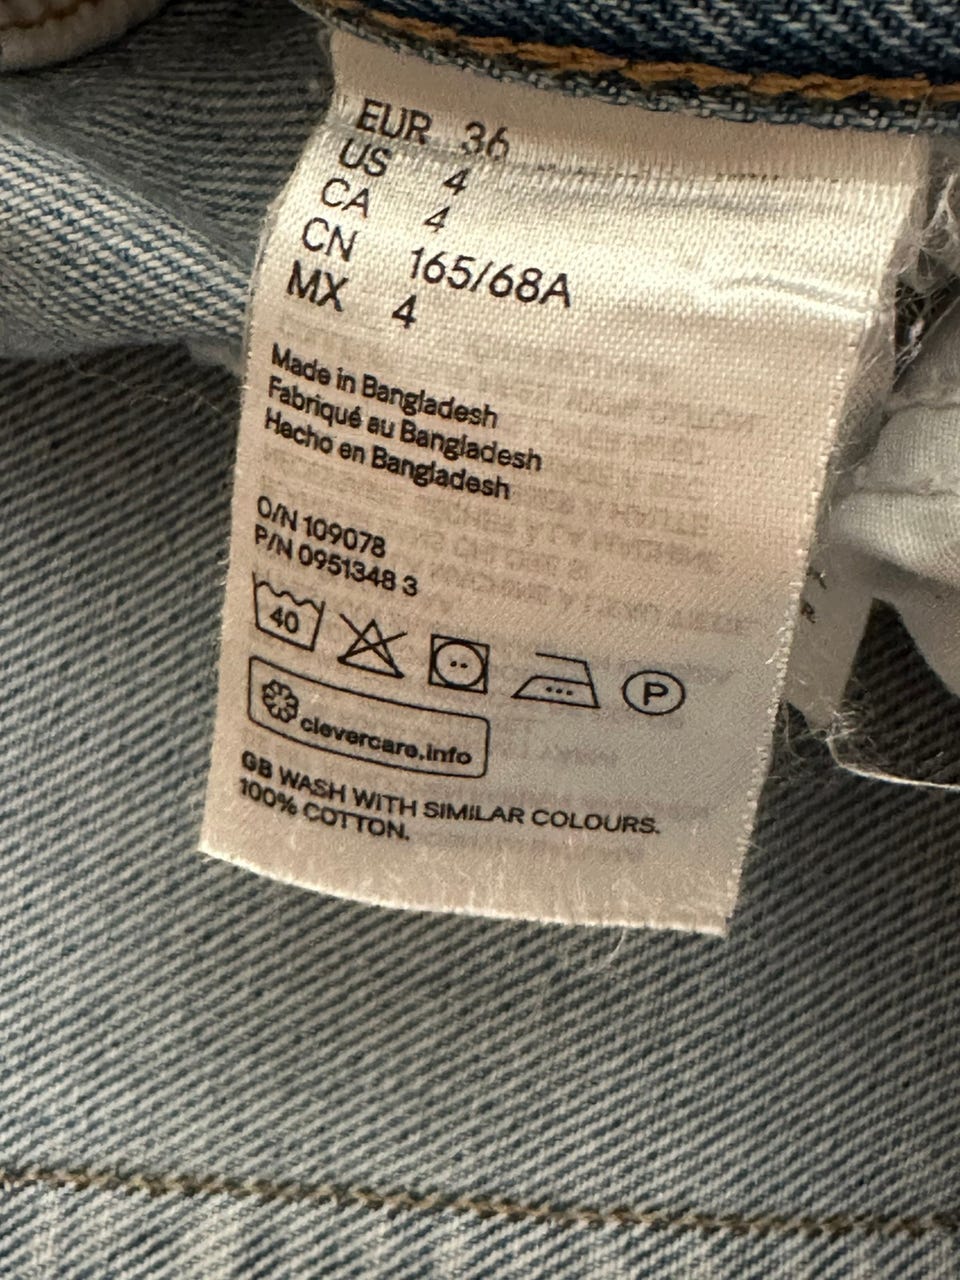 EUR 36
US 4
CA 4
CN 165/68A
MX 4
Made in Bangladesh
Fabriqué au Bangladesh
Hecho en Bangladesh
O/N 109078
P/N 0951348 3
40
P
clevercare.info
GB WASH WITH SIMILAR COLOURS.
100% COTTON.